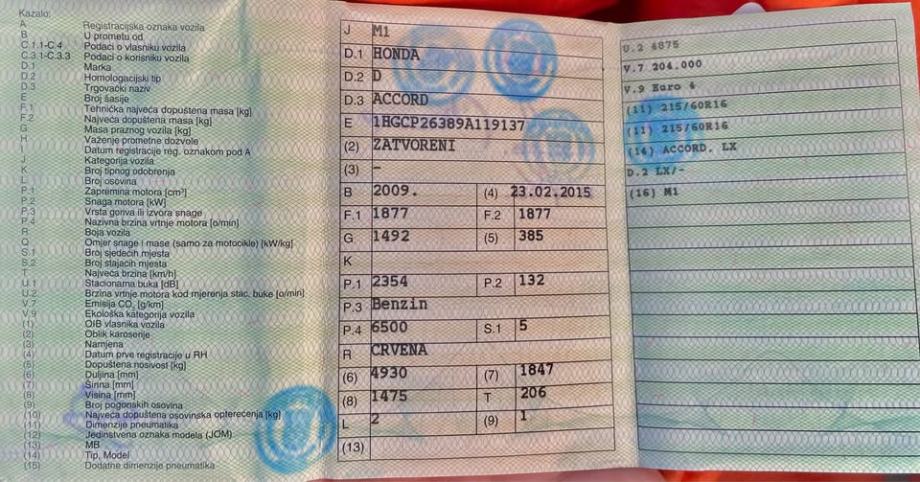 Kazalo:
A Registracijska oznaka vozila
B U prometu od
C.1.1-C.4 Podaci o vlasniku vozila
C.3.1-C.3.3 Podaci o korisniku vozila
D.1 Marka
D.2 Homologacijski tip
D.3 Trgovački naziv
E Broj šasije
F.1 Tehnička najveća dopuštena masa [kg]
F.2 Najveća dopuštena masa [kg]
G Masa praznog vozila [kg]
H Važenje prometne dozvole
I Datum registracije reg. oznakom pod A
J Kategorija vozila
K Broj tipnog odobrenja
L Broj osovina
P.1 Zapremina motora [cm³]
P.2 Snaga motora [kW]
P.3 Vrsta goriva ili izvora snage
P.4 Nazivna brzina vrtnje motora [o/min]
R Boja vozila
Q Omjer snage i mase (samo za motocikle) [kW/kg]
S.1 Broj sjedećih mjesta
S.2 Broj stajaćih mjesta
T Najveća brzina [km/h]
U.1 Stacionarna buka [dB]
U.2 Brzina vrtnje motora kod mjerenja stac. buke [o/min]
V.7 Emisija CO₂ [g/km]
V.9 Ekološka kategorija vozila
(1) OIB vlasnika vozila
(2) Oblik karoserije
(3) Namjena
(4) Datum prve registracije u RH
(5) Dopuštena nosivost [kg]
(6) Duljina [mm]
(7) Širina [mm]
(8) Visina [mm]
(9) Broj pogonskih osovina
(10) Najveća dopuštena osovinska opterećenja [kg]
(11) Dimenzije pneumatika
(12) Jedinstvena oznaka modela (JOM)
(13) MB
(14) Tip, Model
(15) Dodatne dimenzije pneumatika
J M1
D.1 HONDA
D.2 D
D.3 ACCORD
E 1HGCP26389A119137
(2) ZATVORENI
(3) -
B 2009. (4) 23.02.2015
F.1 1877 F.2 1877
G 1492 (5) 385
K
P.1 2354 P.2 132
P.3 Benzin
P.4 6500 S.1 5
R CRVENA
(6) 4930 (7) 1847
(8) 1475 T 206
L 2 (9) 1
(13)
U.2 4875
V.7 204.000
V.9 Euro 4
(11) 215/60R16
(11) 215/60R16
(14) ACCORD. LX
D.2 LX/-
(16) M1